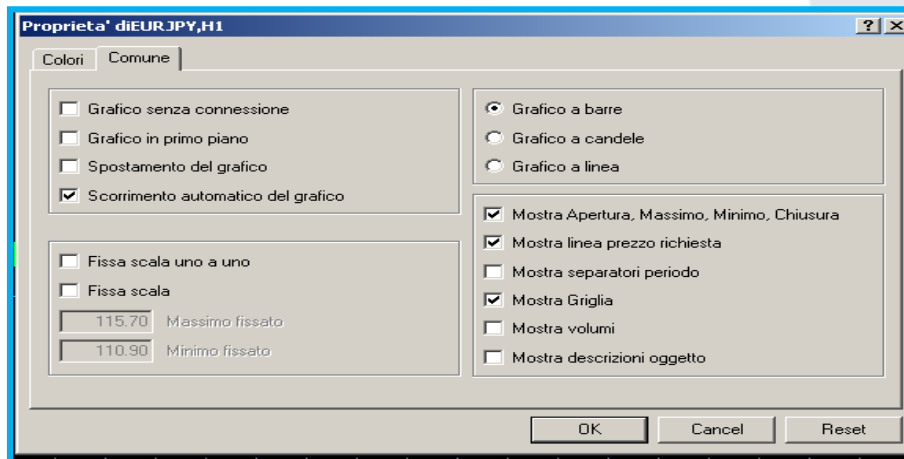 Proprieta' diEURJPY,H1
Colori
Comune
Grafico senza connessione
Grafico in primo piano
Spostamento del grafico
Scorrimento automatico del grafico
Fissa scala uno a uno
Fissa scala
115.70 Massimo fissato
110.90 Minimo fissato
Grafico a barre
Grafico a candele
Grafico a linea
Mostra Apertura, Massimo, Minimo, Chiusura
Mostra linea prezzo richiesta
Mostra separatori periodo
Mostra Griglia
Mostra volumi
Mostra descrizioni oggetto
OK
Cancel
Reset